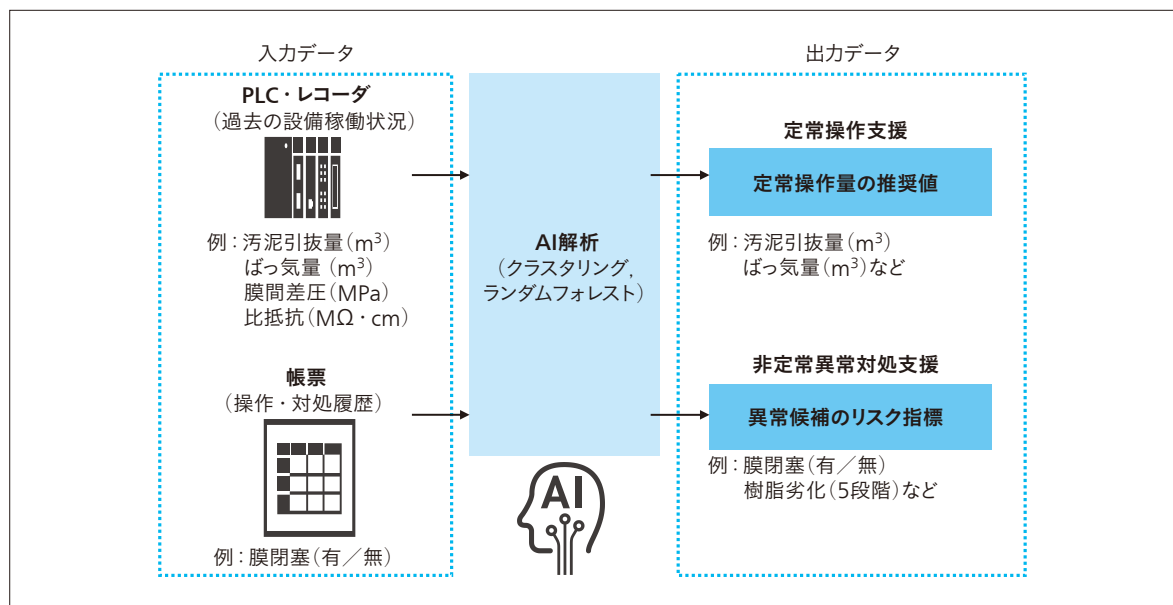 入力データ
PLC・レコーダ
（過去の設備稼働状況）
例：汚泥引抜量（m³）
ばっ気量（m³）
膜間差圧（MPa）
比抵抗（MΩ・cm）
帳票
（操作・対処履歴）
例：膜閉塞（有／無）
AI解析
（クラスタリング，
ランダムフォレスト）
AI
出力データ
定常操作支援
定常操作量の推奨値
例：汚泥引抜量（m³）
ばっ気量（m³）など
非定常異常対処支援
異常候補のリスク指標
例：膜閉塞（有／無）
樹脂劣化（5段階）など